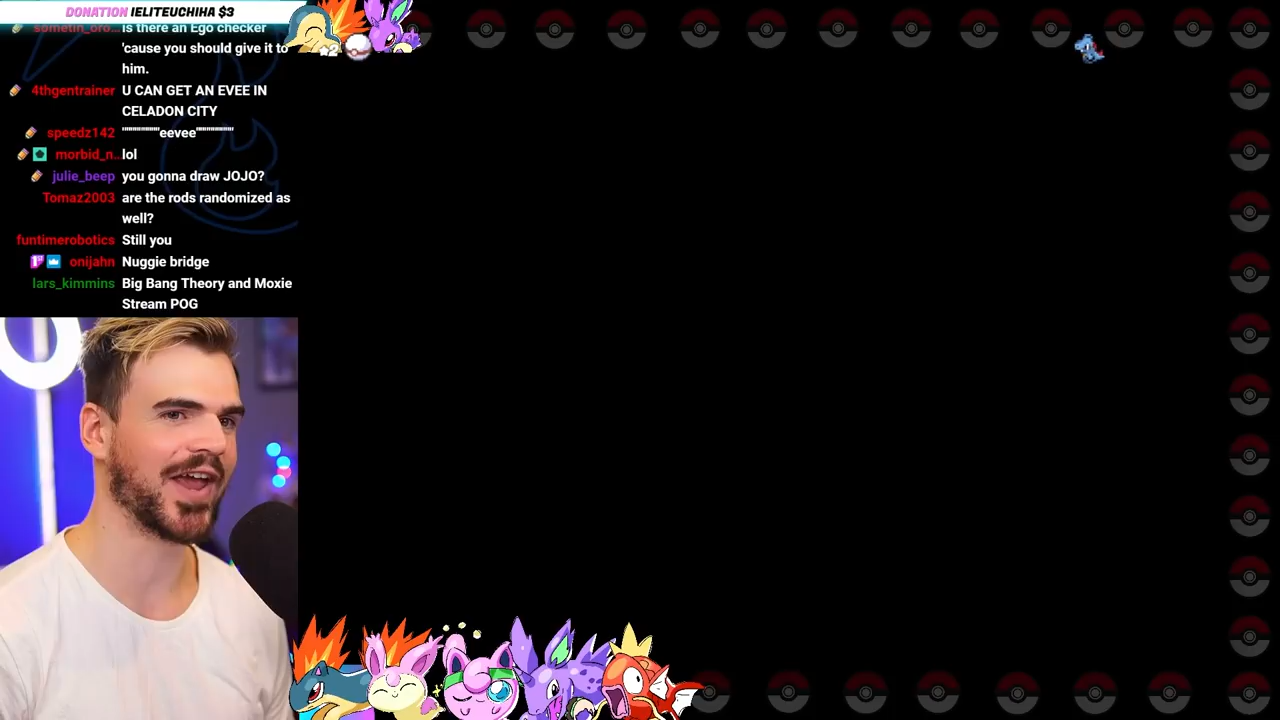 DONATION IELITEUCHIHA $3
sometin_oro... is there an Ego checker
'cause you should give it to
him.
4thgentrainer U CAN GET AN EVEE IN
CELADON CITY
speedz142 """"""""eevee""""""""
morbid_n... lol
julie_beep you gonna draw JOJO?
Tomaz2003 are the rods randomized as
well?
funtimerobotics Still you
onijahn Nuggie bridge
lars_kimmins Big Bang Theory and Moxie
Stream POG
2